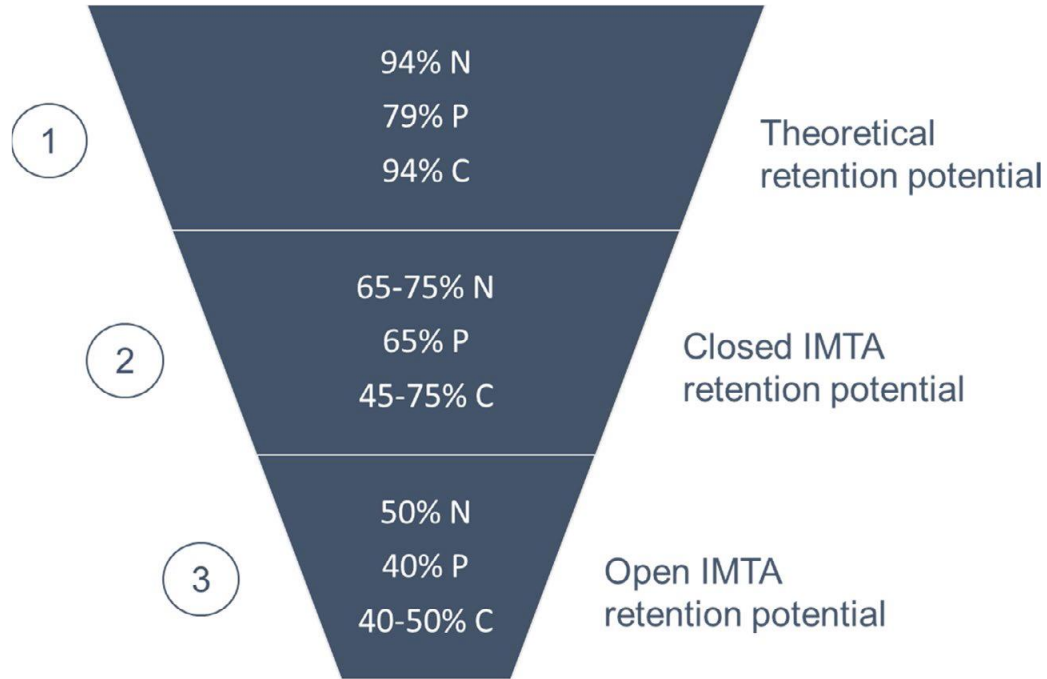 1
94% N
79% P
94% C
Theoretical
retention potential
2
65-75% N
65% P
45-75% C
Closed IMTA
retention potential
3
50% N
40% P
40-50% C
Open IMTA
retention potential